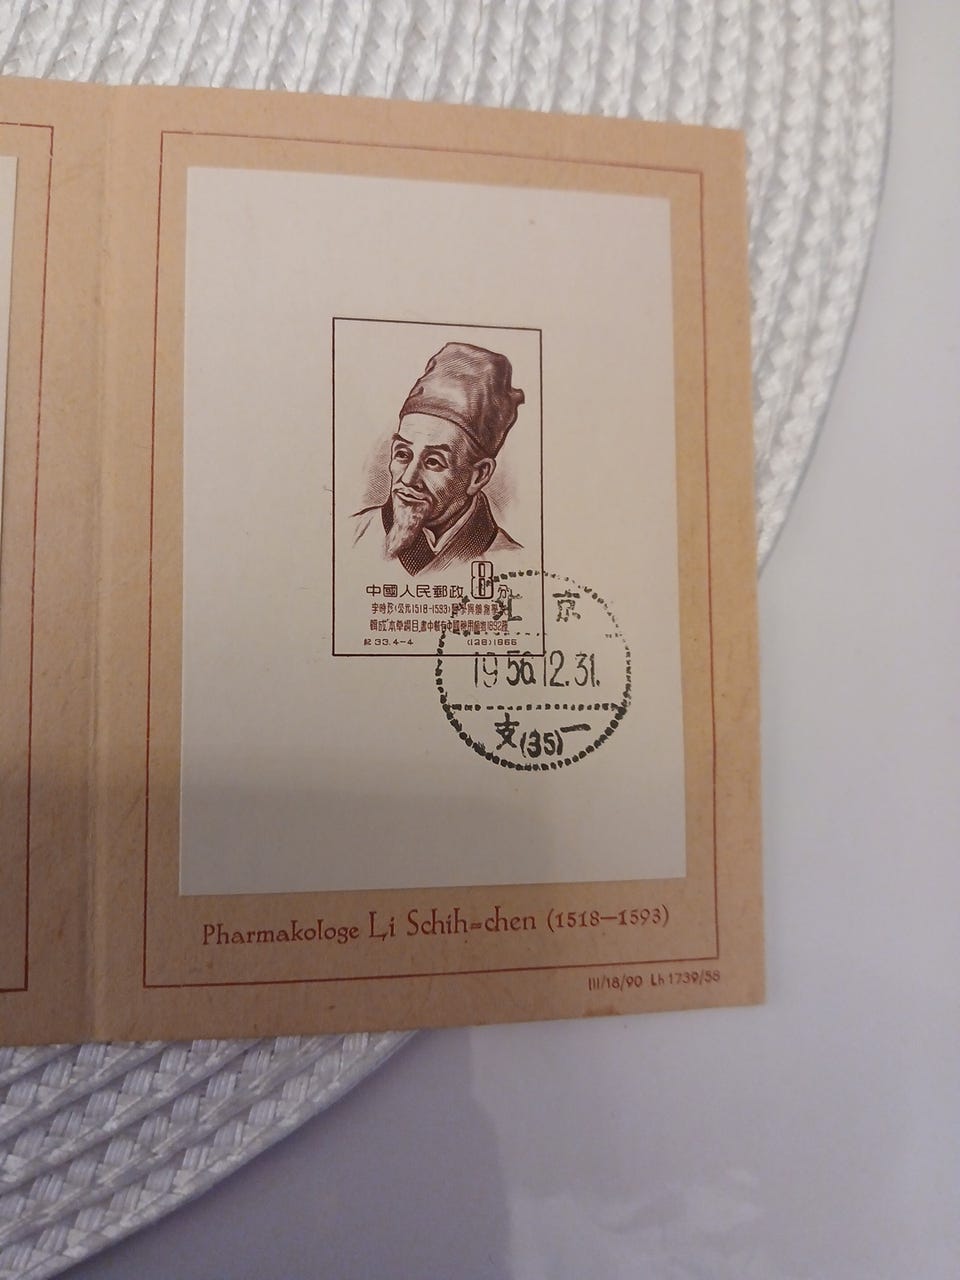 中國人民郵政 8分
李時珍(公元1518-1593)
紀33.4-4 (128)1955
北京
1956.12.31.
支(35)一
Pharmakologe Li Schih=chen (1518—1593)
III/18/90 Lh 1739/58